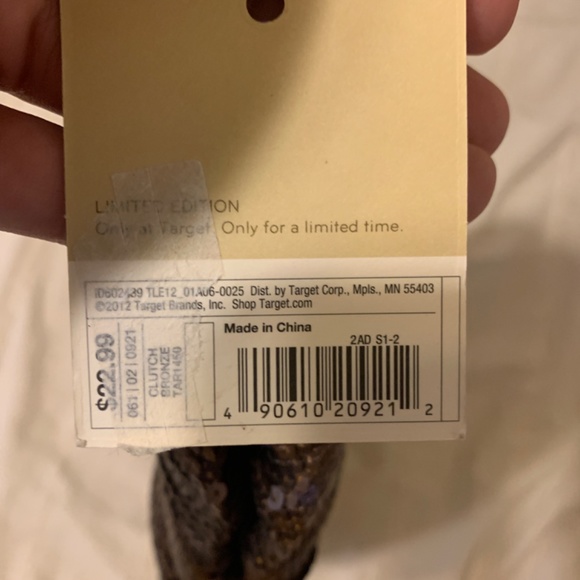 LIMITED EDITION
Only at Target. Only for a limited time.
ID602439 TLE12_01A06-0025 Dist. by Target Corp., Mpls., MN 55403
©2012 Target Brands, Inc. Shop Target.com
Made in China
2AD S1-2
$22.99
061 | 02 | 0921
CLUTCH
BRONZE
TAR1450
4 90610 20921 2